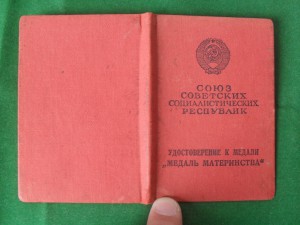 СОЮЗ
СОВЕТСКИХ
СОЦИАЛИСТИЧЕСКИХ
РЕСПУБЛИК
УДОСТОВЕРЕНИЕ К МЕДАЛИ
„МЕДАЛЬ МАТЕРИНСТВА"